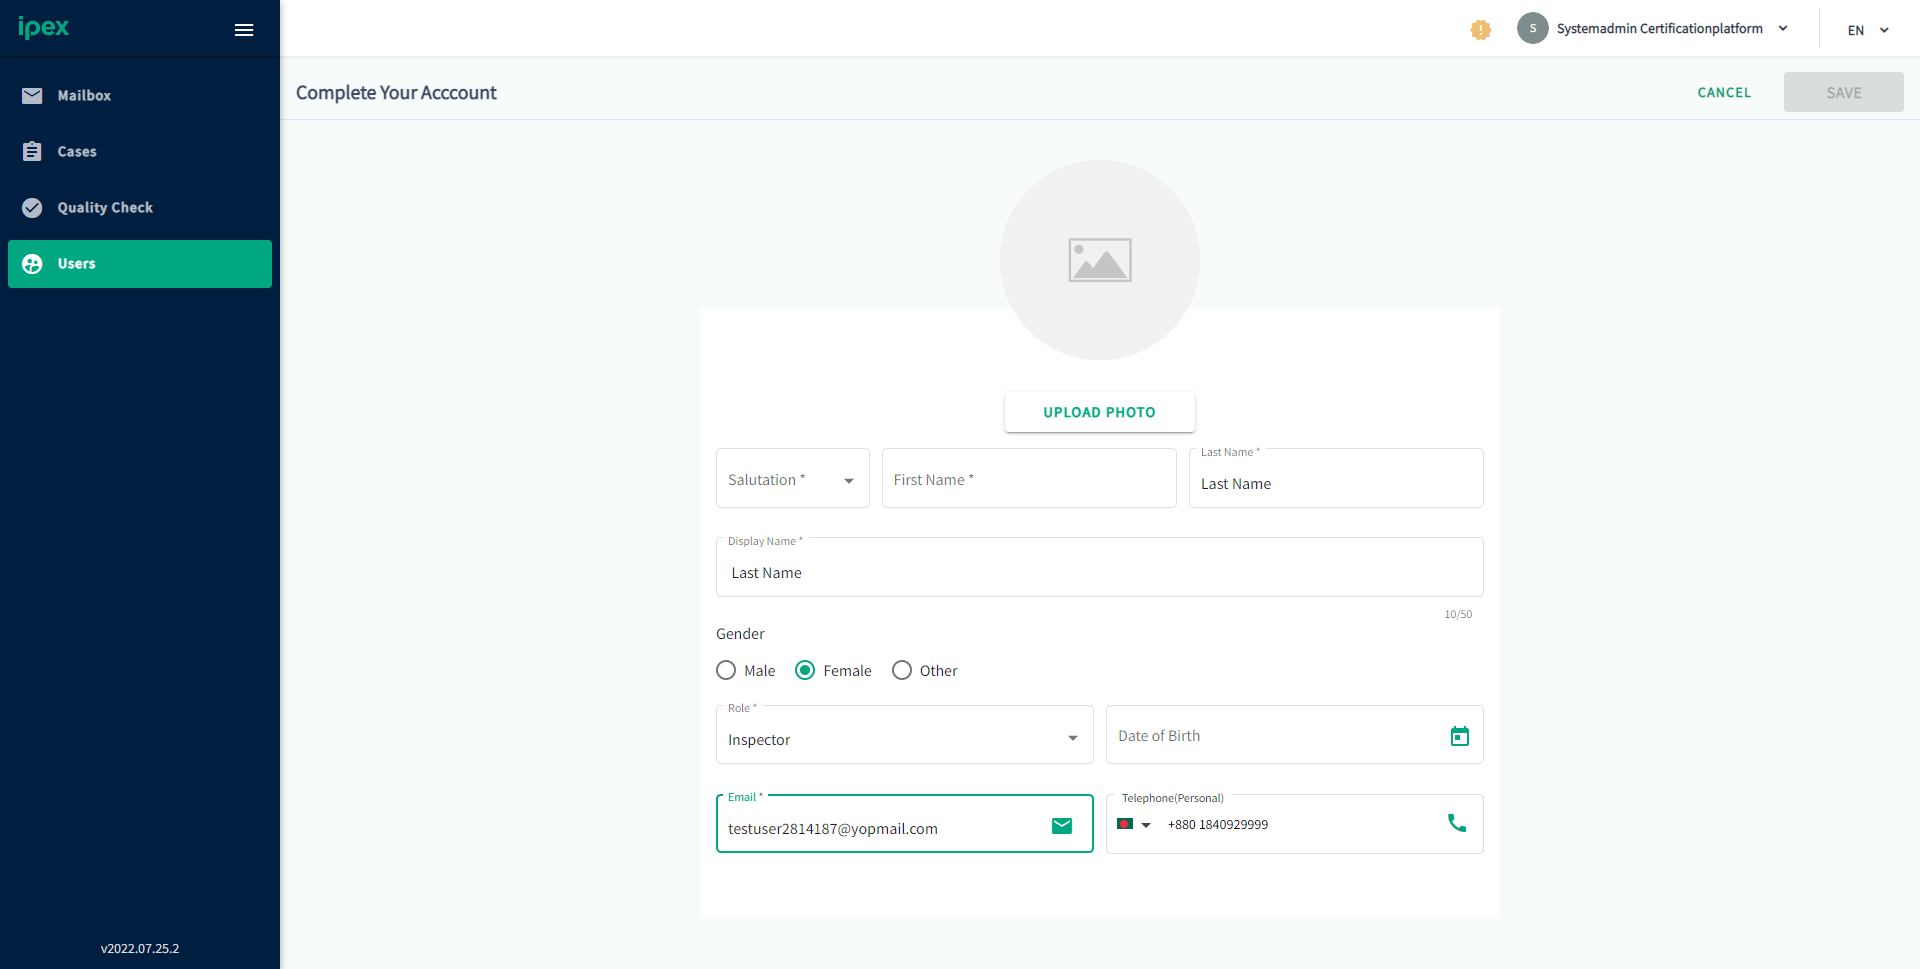 ipex
Systemadmin Certificationplatform
S
EN
Mailbox
Cases
Quality Check
Users
v2022.07.25.2
Complete Your Acccount
CANCEL
SAVE
UPLOAD PHOTO
Salutation *
First Name *
Last Name *
Last Name
Display Name *
Last Name
10/50
Gender
Male
Female
Other
Role *
Inspector
Date of Birth
Email *
testuser2814187@yopmail.com
Telephone(Personal)
+880 1840929999